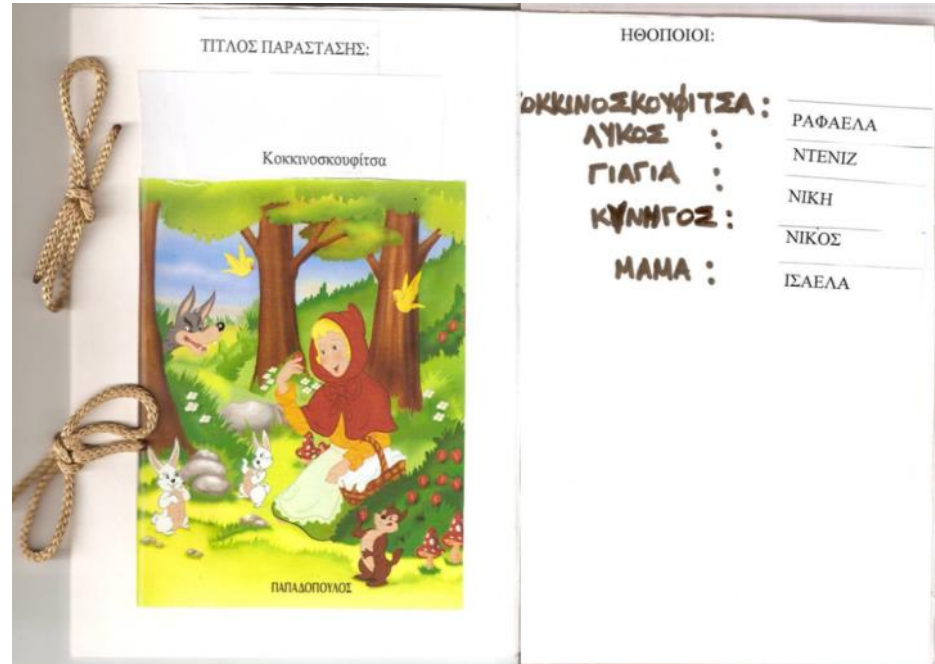 ΤΙΤΛΟΣ ΠΑΡΑΣΤΑΣΗΣ:
Κοκκινοσκουφίτσα
ΠΑΠΑΔΟΠΟΥΛΟΣ
ΗΘΟΠΟΙΟΙ:
ΟΚΚΙΝΟΣΚΟΥΦΙΤΣΑ: ΡΑΦΑΕΛΑ
ΛΥΚΟΣ : ΝΤΕΝΙΖ
ΓΙΑΓΙΑ : ΝΙΚΗ
ΚΥΝΗΓΟΣ: ΝΙΚΟΣ
ΜΑΜΑ: ΙΣΑΕΛΑ